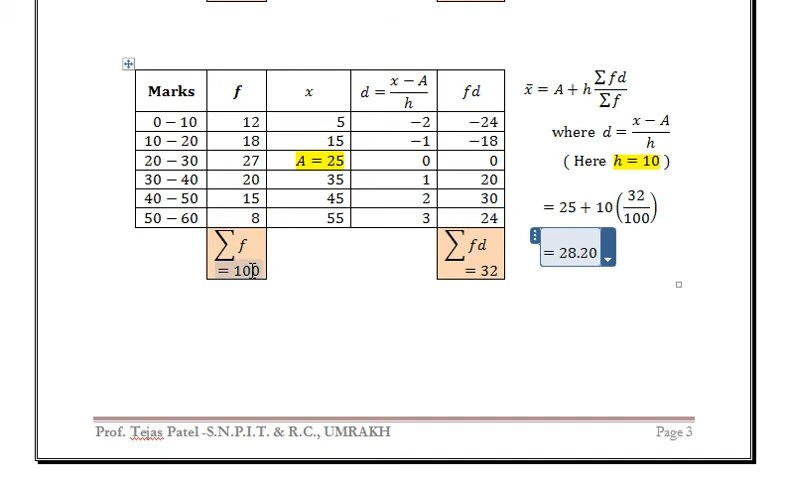 Marks f x d = (x − A)/h fd
0 − 10 12 5 −2 −24
10 − 20 18 15 −1 −18
20 − 30 27 A = 25 0 0
30 − 40 20 35 1 20
40 − 50 15 45 2 30
50 − 60 8 55 3 24
∑ f ∑ fd
= 100 = 32
x̄ = A + h ∑ fd / ∑ f
where d = (x − A)/h
( Here h = 10 )
= 25 + 10 (32/100)
= 28.20
Prof. Tejas Patel -S.N.P.I.T. & R.C., UMRAKH Page 3